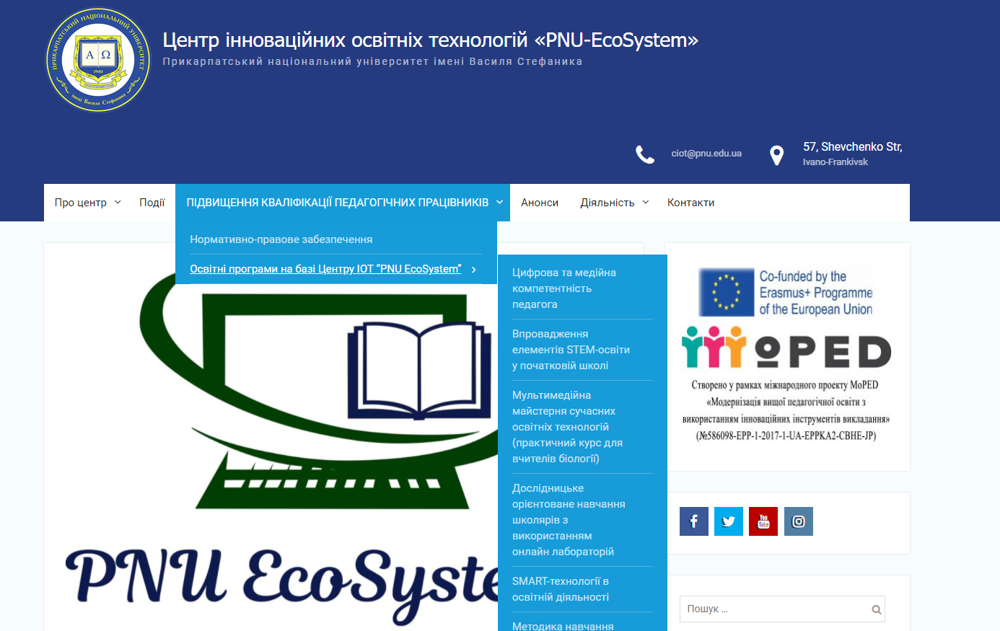 ПРИКАРПАТСЬКИЙ НАЦІОНАЛЬНИЙ УНІВЕРСИТЕТ
Α Ω
1940
UNIVERSITAS
імені Василя Стефаника
Центр інноваційних освітніх технологій «PNU-EcoSystem»
Прикарпатський національний університет імені Василя Стефаника
ciot@pnu.edu.ua
57, Shevchenko Str,
Ivano-Frankivsk
Про центр Події ПІДВИЩЕННЯ КВАЛІФІКАЦІЇ ПЕДАГОГІЧНИХ ПРАЦІВНИКІВ Анонси Діяльність Контакти
Нормативно-правове забезпечення
Освітні програми на базі Центру ІОТ “PNU EcoSystem”
Цифрова та медійна
компетентність
педагога
Впровадження
елементів STEM-освіти
у початковій школі
Мультимедійна
майстерня сучасних
освітніх технологій
(практичний курс для
вчителів біології)
Дослідницьке
орієнтоване навчання
школярів з
використанням
онлайн лабораторій
SMART-технології в
освітній діяльності
Методика навчання
PNU EcoSyste
Co-funded by the
Erasmus+ Programme
of the European Union
MoPED
Створено у рамках міжнародного проекту MoPED
«Модернізація вищої педагогічної освіти з
використанням інноваційних інструментів викладання»
(№586098-EPP-1-2017-1-UA-EPPKA2-CBHE-JP)
You
Tube
Пошук …